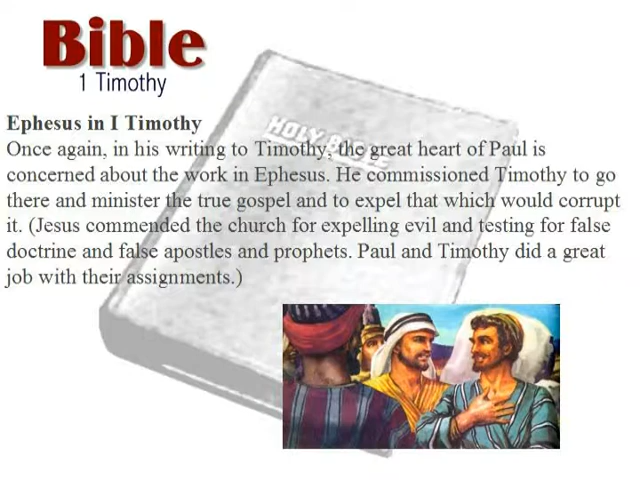 Bible
1 Timothy
Ephesus in I Timothy
Once again, in his writing to Timothy, the great heart of Paul is
concerned about the work in Ephesus. He commissioned Timothy to go
there and minister the true gospel and to expel that which would corrupt
it. (Jesus commended the church for expelling evil and testing for false
doctrine and false apostles and prophets. Paul and Timothy did a great
job with their assignments.)
HOLY BIBLE